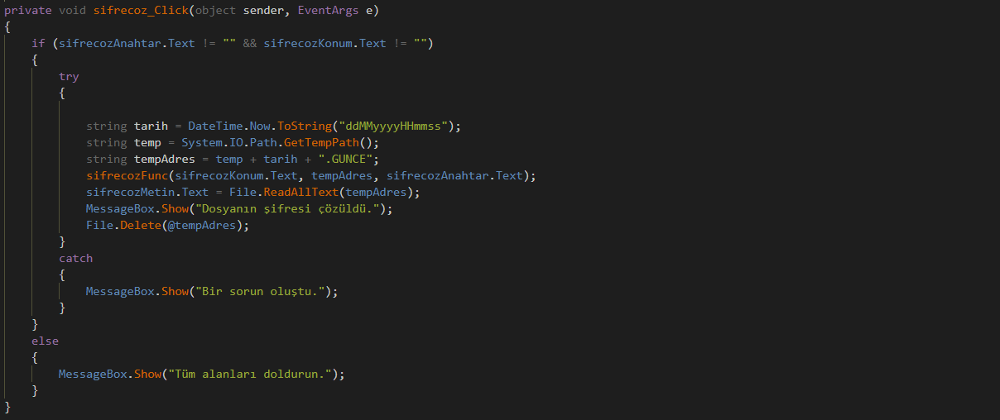 private void sifrecoz_Click(object sender, EventArgs e)
{
if (sifrecozAnahtar.Text != "" && sifrecozKonum.Text != "")
{
try
{
string tarih = DateTime.Now.ToString("ddMMyyyyHHmmss");
string temp = System.IO.Path.GetTempPath();
string tempAdres = temp + tarih + ".GUNCE";
sifrecozFunc(sifrecozKonum.Text, tempAdres, sifrecozAnahtar.Text);
sifrecozMetin.Text = File.ReadAllText(tempAdres);
MessageBox.Show("Dosyanın şifresi çözüldü.");
File.Delete(@tempAdres);
}
catch
{
MessageBox.Show("Bir sorun oluştu.");
}
}
else
{
MessageBox.Show("Tüm alanları doldurun.");
}
}